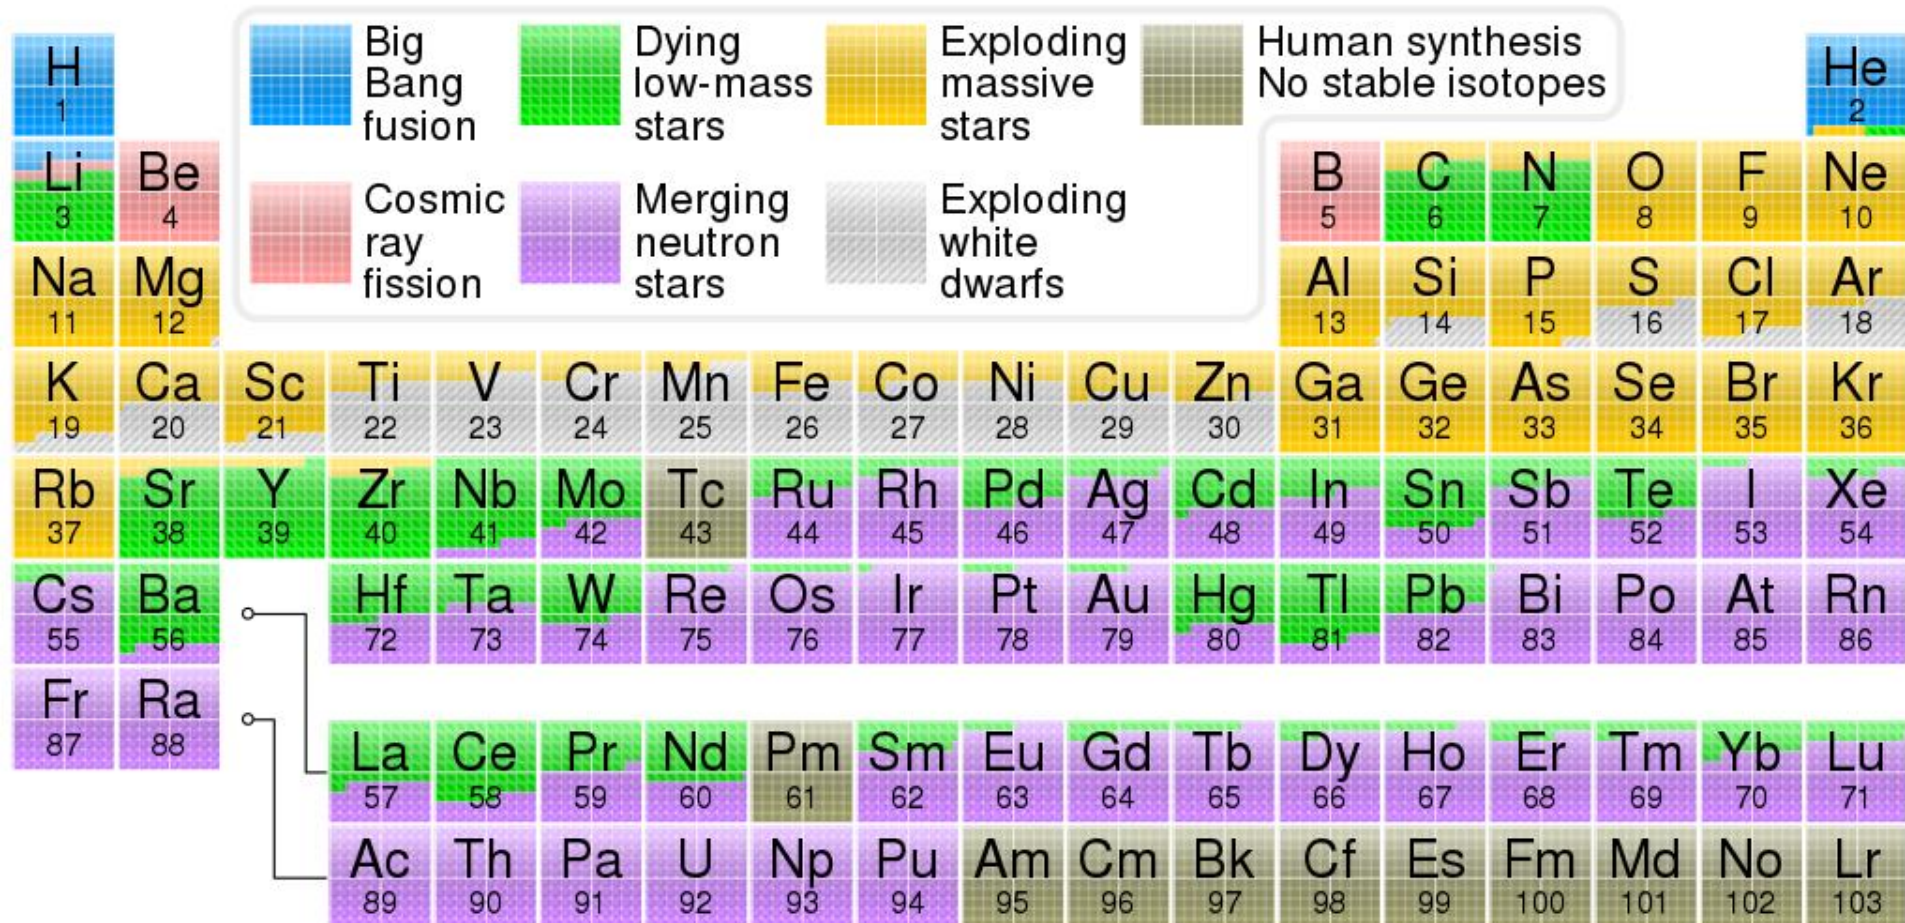 Big
Bang
fusion
Dying
low-mass
stars
Exploding
massive
stars
Human synthesis
No stable isotopes
Cosmic
ray
fission
Merging
neutron
stars
Exploding
white
dwarfs
H He
1 2
Li Be B C N O F Ne
3 4 5 6 7 8 9 10
Na Mg Al Si P S Cl Ar
11 12 13 14 15 16 17 18
K Ca Sc Ti V Cr Mn Fe Co Ni Cu Zn Ga Ge As Se Br Kr
19 20 21 22 23 24 25 26 27 28 29 30 31 32 33 34 35 36
Rb Sr Y Zr Nb Mo Tc Ru Rh Pd Ag Cd In Sn Sb Te I Xe
37 38 39 40 41 42 43 44 45 46 47 48 49 50 51 52 53 54
Cs Ba Hf Ta W Re Os Ir Pt Au Hg Tl Pb Bi Po At Rn
55 56 72 73 74 75 76 77 78 79 80 81 82 83 84 85 86
Fr Ra
87 88
La Ce Pr Nd Pm Sm Eu Gd Tb Dy Ho Er Tm Yb Lu
57 58 59 60 61 62 63 64 65 66 67 68 69 70 71
Ac Th Pa U Np Pu Am Cm Bk Cf Es Fm Md No Lr
89 90 91 92 93 94 95 96 97 98 99 100 101 102 103